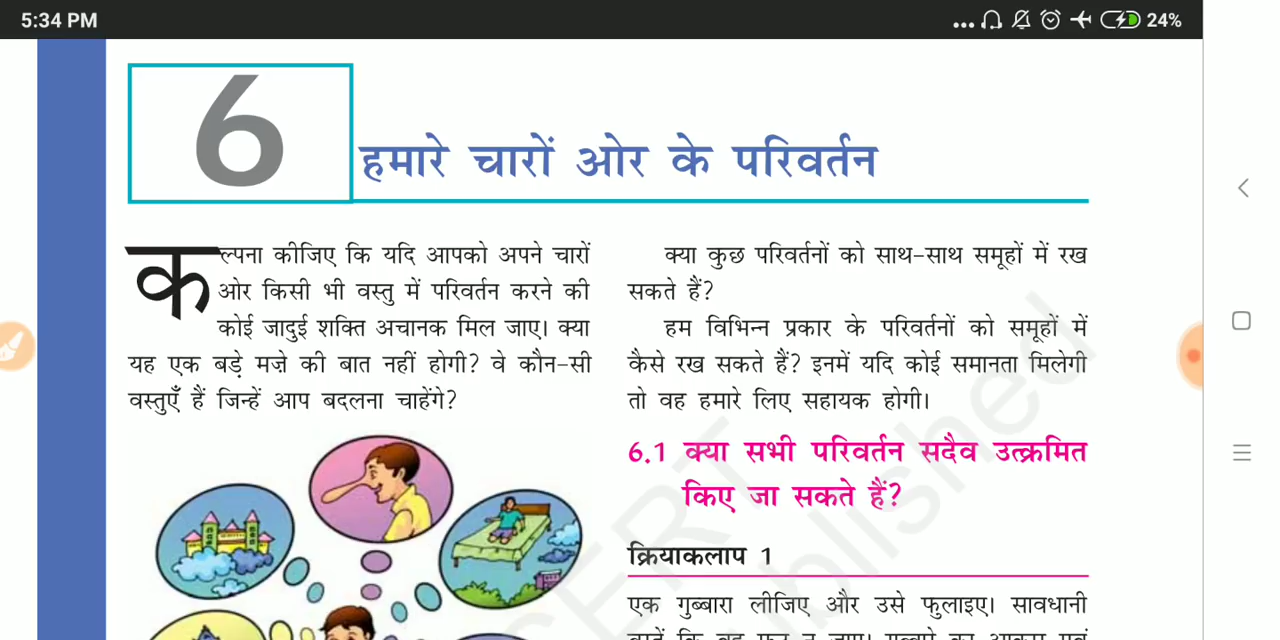 5:34 PM
24%
6
हमारे चारों ओर के परिवर्तन
कल्पना कीजिए कि यदि आपको अपने चारों
ओर किसी भी वस्तु में परिवर्तन करने की
कोई जादुई शक्ति अचानक मिल जाए। क्या
यह एक बड़े मज़े की बात नहीं होगी? वे कौन-सी
वस्तुएँ हैं जिन्हें आप बदलना चाहेंगे?
क्या कुछ परिवर्तनों को साथ-साथ समूहों में रख
सकते हैं?
हम विभिन्न प्रकार के परिवर्तनों को समूहों में
कैसे रख सकते हैं? इनमें यदि कोई समानता मिलेगी
तो वह हमारे लिए सहायक होगी।
6.1 क्या सभी परिवर्तन सदैव उत्क्रमित
किए जा सकते हैं?
क्रियाकलाप 1
एक गुब्बारा लीजिए और उसे फुलाइए। सावधानी